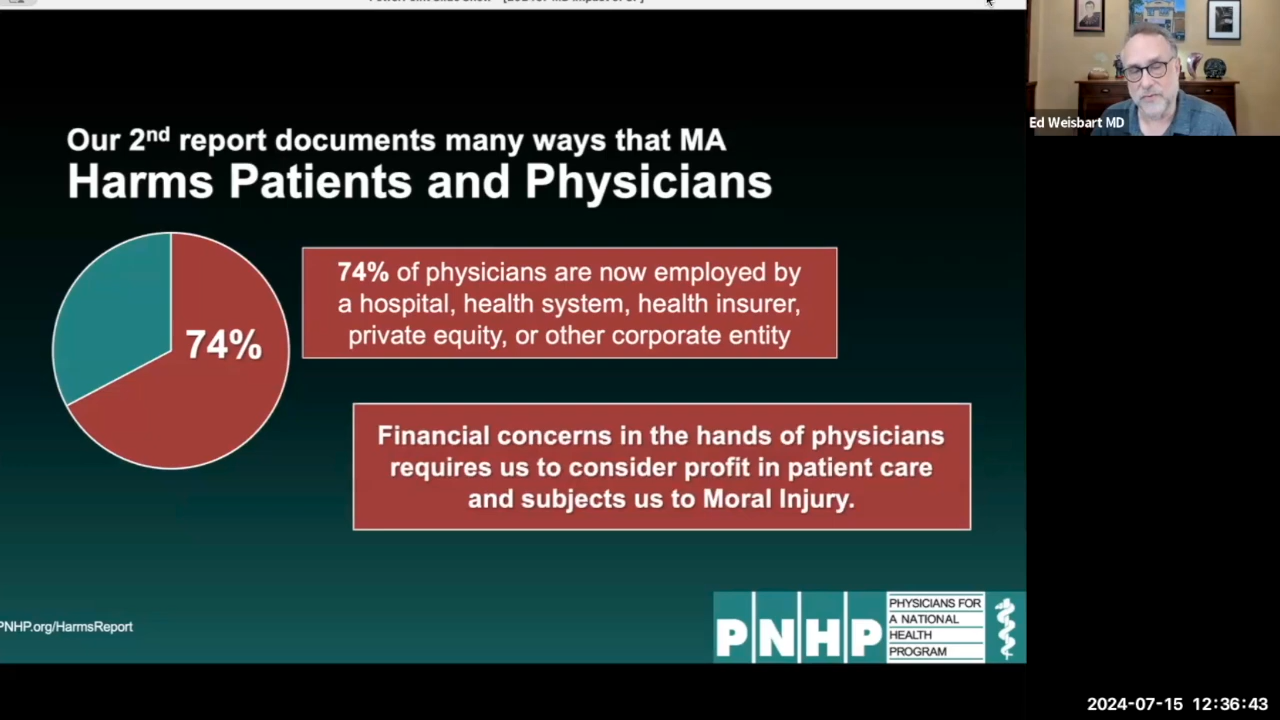 Our 2nd report documents many ways that MA
Harms Patients and Physicians
74%
74% of physicians are now employed by
a hospital, health system, health insurer,
private equity, or other corporate entity
Financial concerns in the hands of physicians
requires us to consider profit in patient care
and subjects us to Moral Injury.
PNHP.org/HarmsReport
PNHP
PHYSICIANS FOR
A NATIONAL
HEALTH
PROGRAM
Ed Weisbart MD
2024-07-15 12:36:43